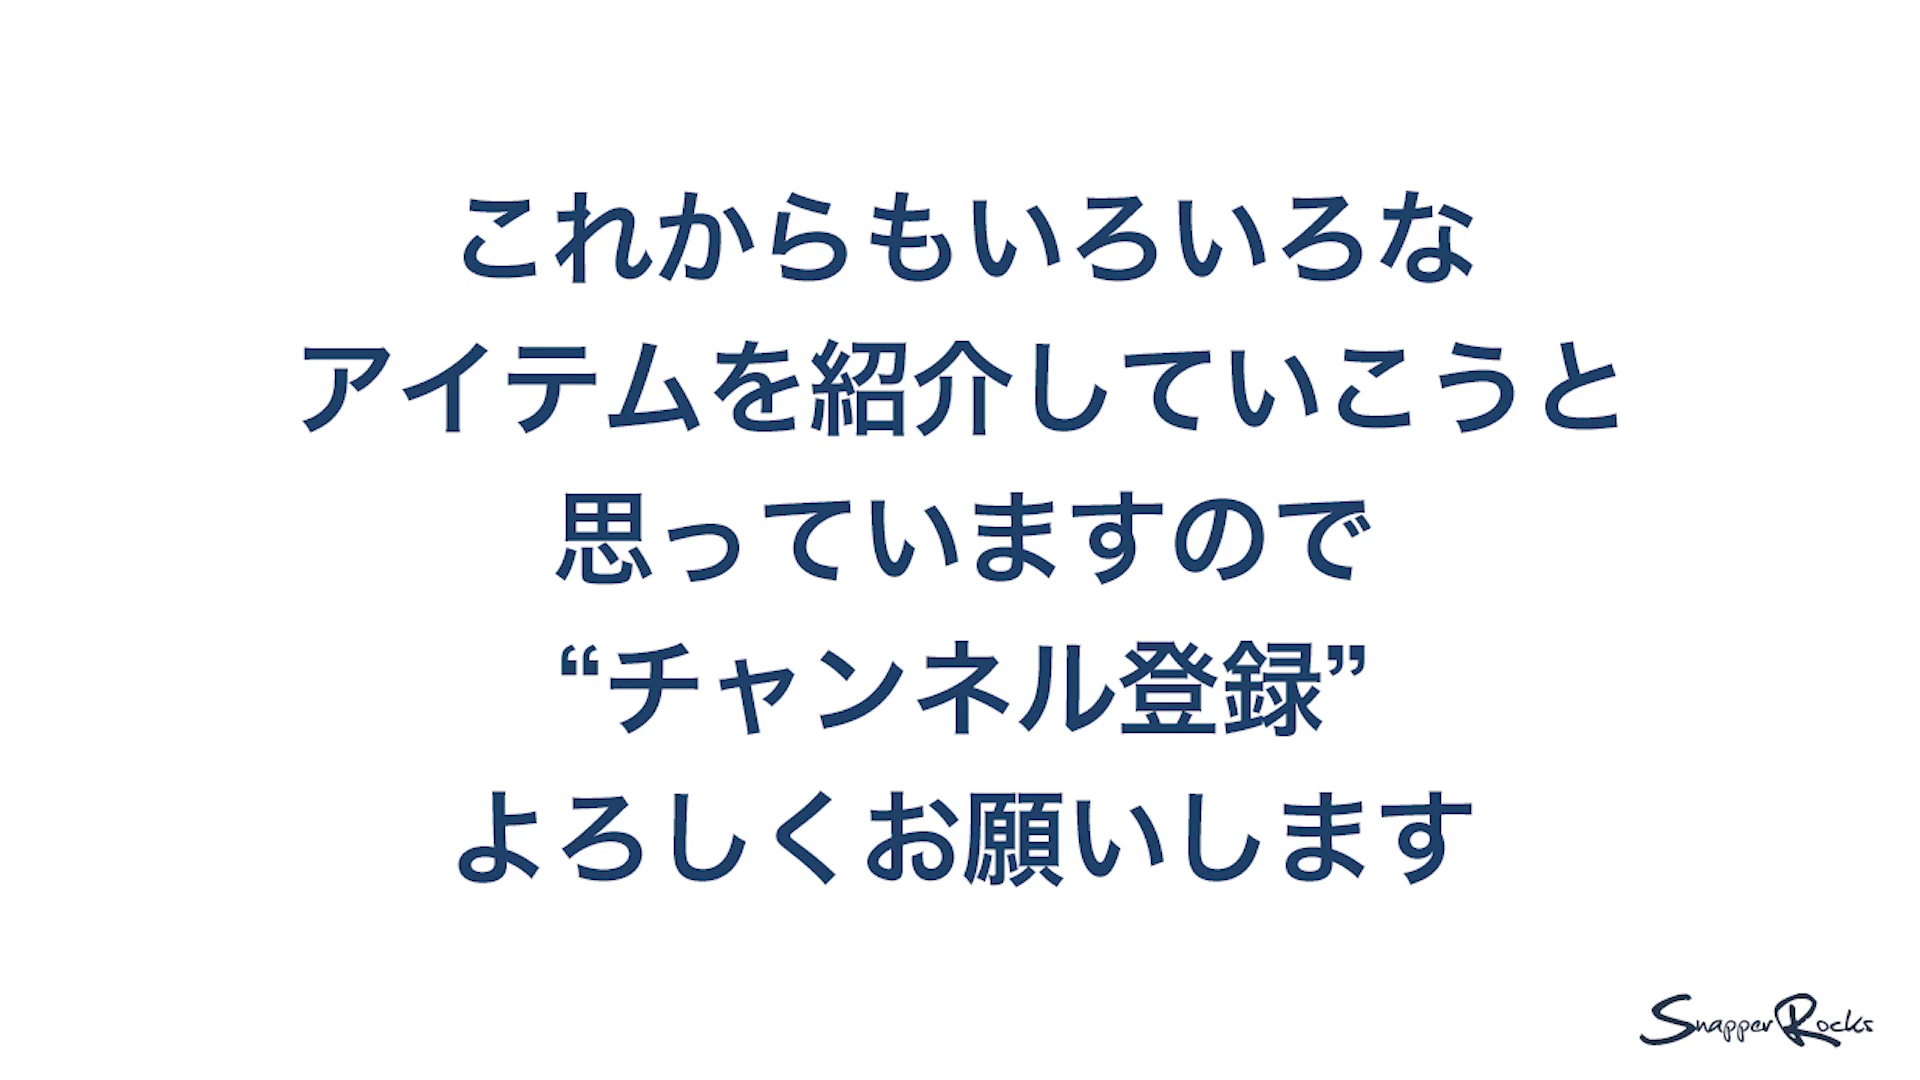 これからもいろいろな
アイテムを紹介していこうと
思っていますので
“チャンネル登録”
よろしくお願いします
Snapper Rocks